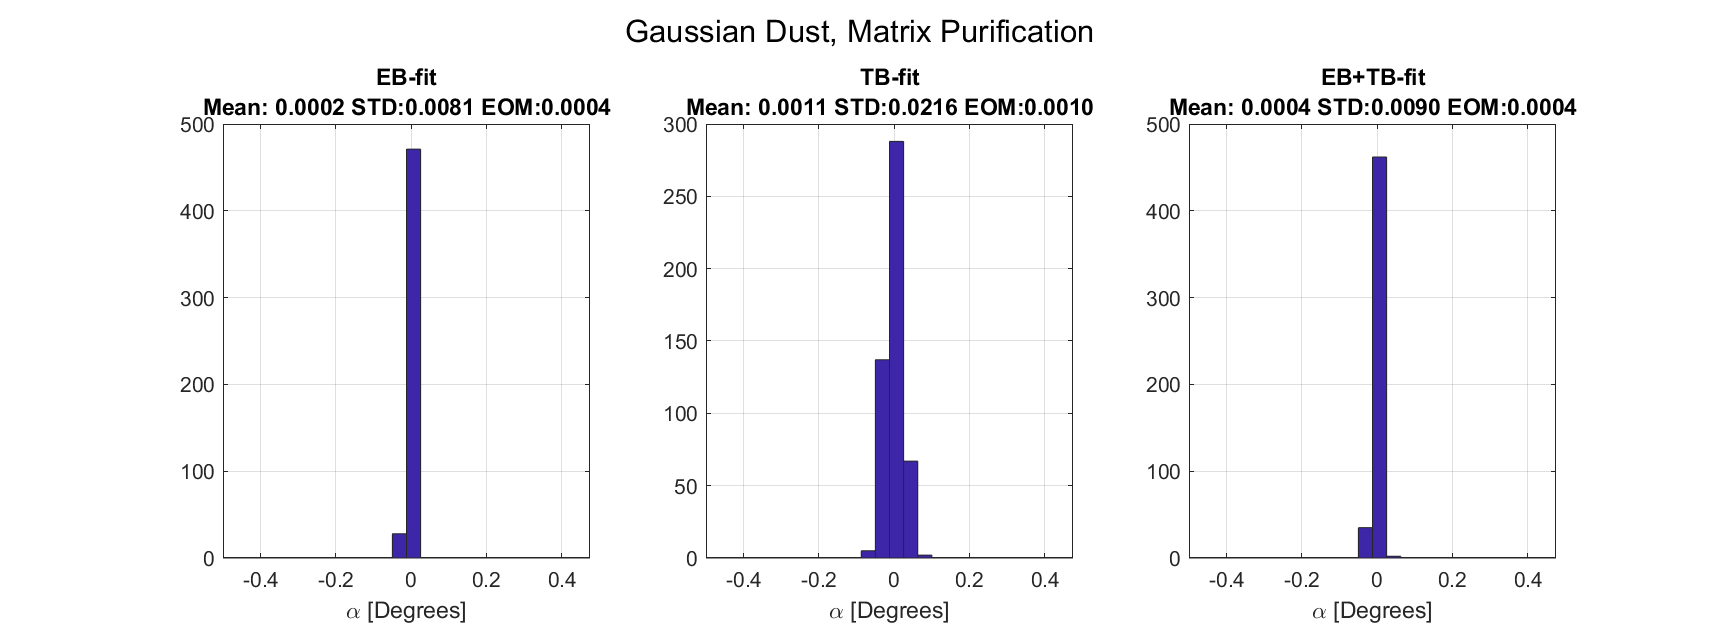 Gaussian Dust, Matrix Purification
EB-fit
Mean: 0.0002 STD:0.0081 EOM:0.0004
500
400
300
200
100
0
-0.4 -0.2 0 0.2 0.4
α [Degrees]
TB-fit
Mean: 0.0011 STD:0.0216 EOM:0.0010
300
250
200
150
100
50
0
-0.4 -0.2 0 0.2 0.4
α [Degrees]
EB+TB-fit
Mean: 0.0004 STD:0.0090 EOM:0.0004
500
400
300
200
100
0
-0.4 -0.2 0 0.2 0.4
α [Degrees]